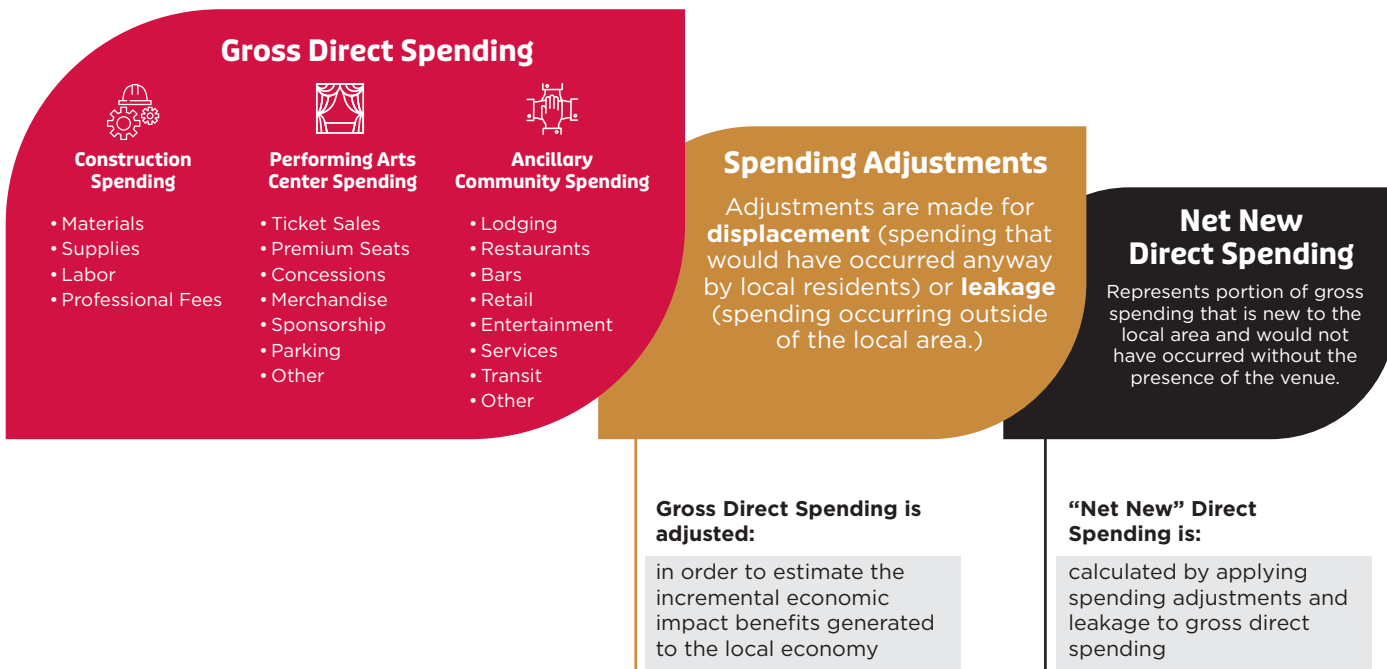 Gross Direct Spending
Construction
Spending
• Materials
• Supplies
• Labor
• Professional Fees
Performing Arts
Center Spending
• Ticket Sales
• Premium Seats
• Concessions
• Merchandise
• Sponsorship
• Parking
• Other
Ancillary
Community Spending
• Lodging
• Restaurants
• Bars
• Retail
• Entertainment
• Services
• Transit
• Other
Spending Adjustments
Adjustments are made for
displacement (spending that
would have occurred anyway
by local residents) or leakage
(spending occurring outside
of the local area.)
Net New
Direct Spending
Represents portion of gross
spending that is new to the
local area and would not
have occurred without the
presence of the venue.
Gross Direct Spending is
adjusted:
in order to estimate the
incremental economic
impact benefits generated
to the local economy
“Net New” Direct
Spending is:
calculated by applying
spending adjustments and
leakage to gross direct
spending